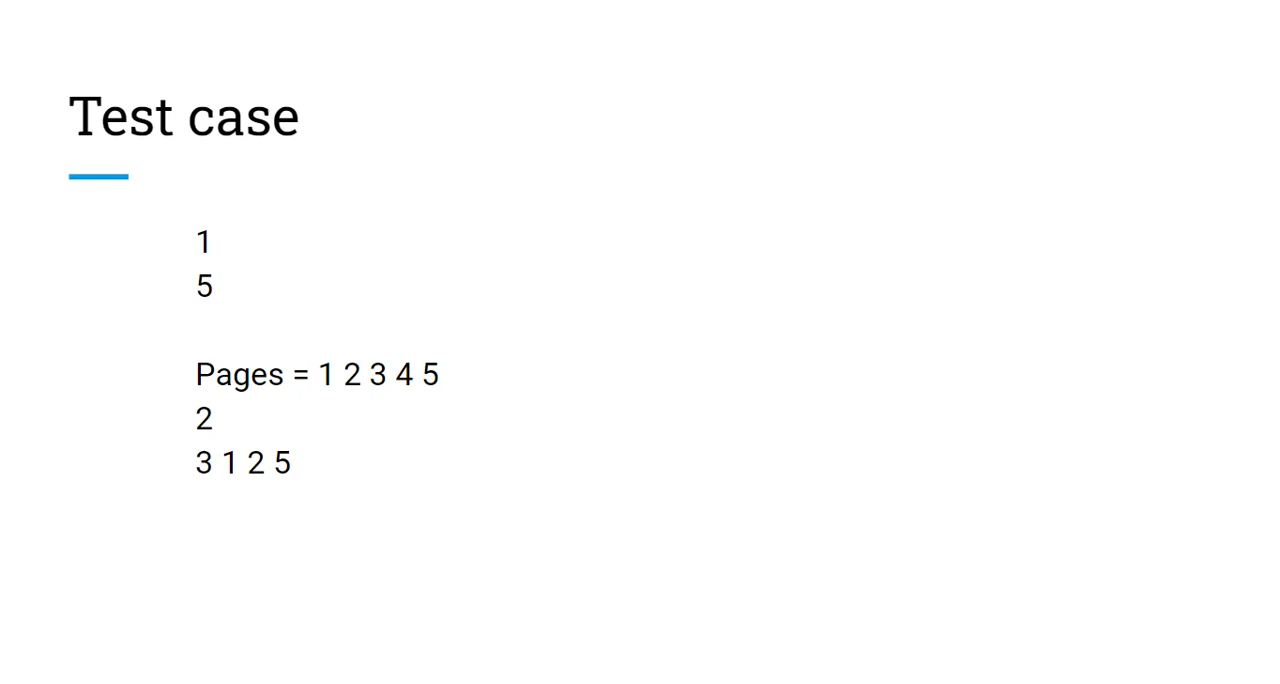 Test case
1
5
Pages = 1 2 3 4 5
2
3 1 2 5